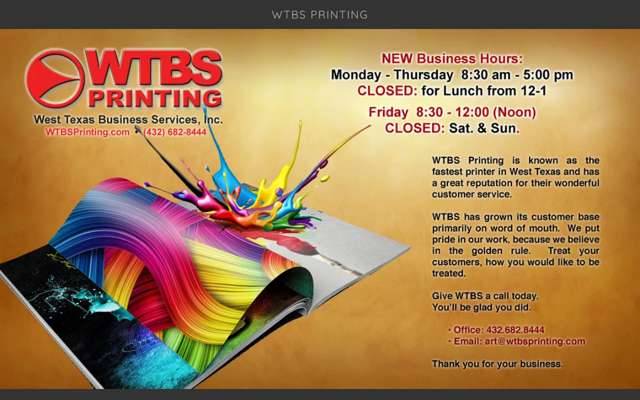 WTBS PRINTING
WTBS
PRINTING
West Texas Business Services, Inc.
WTBSPrinting.com • (432) 682-8444
NEW Business Hours:
Monday - Thursday 8:30 am - 5:00 pm
CLOSED: for Lunch from 12-1
Friday 8:30 - 12:00 (Noon)
CLOSED: Sat. & Sun.
WTBS Printing is known as the
fastest printer in West Texas and has
a great reputation for their wonderful
customer service.
WTBS has grown its customer base
primarily on word of mouth. We put
pride in our work, because we believe
in the golden rule. Treat your
customers, how you would like to be
treated.
Give WTBS a call today.
You'll be glad you did.
• Office: 432.682.8444
• Email: art@wtbsprinting.com
Thank you for your business.